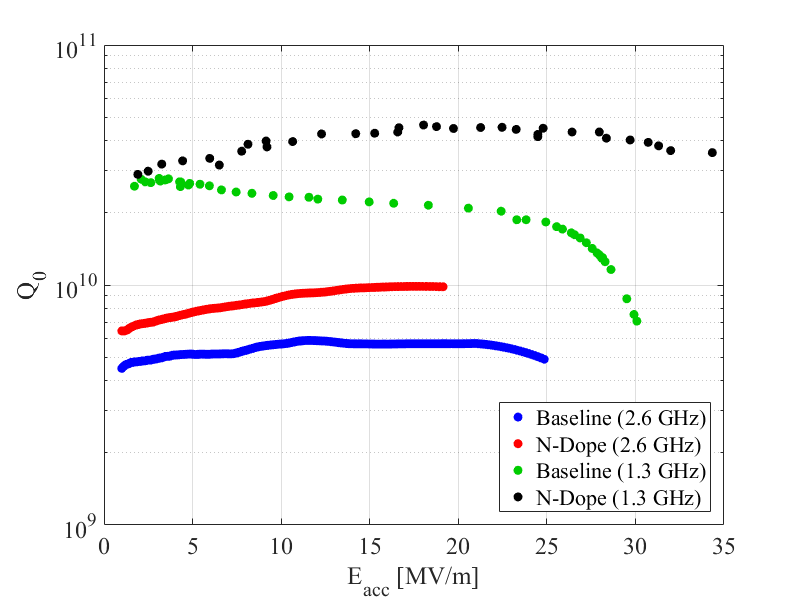 10^11
10^10
10^9
Q_0
0 5 10 15 20 25 30 35
E_acc [MV/m]
Baseline (2.6 GHz)
N-Dope (2.6 GHz)
Baseline (1.3 GHz)
N-Dope (1.3 GHz)